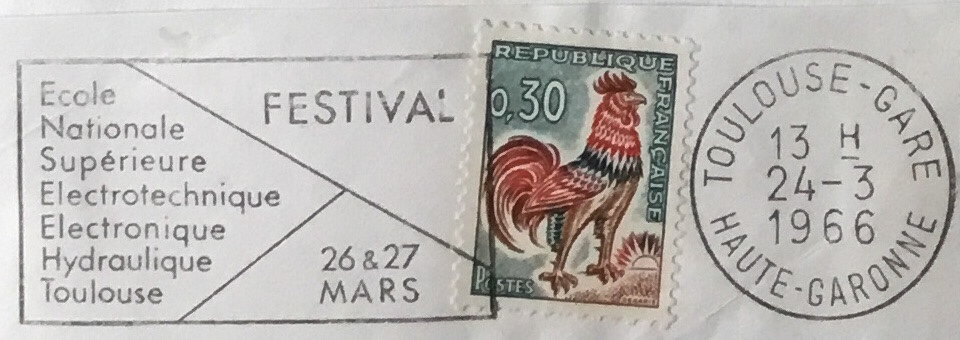 Ecole
Nationale
Supérieure
Electrotechnique
Electronique
Hydraulique
Toulouse
FESTIVAL
26 & 27
MARS
REPUBLIQUE FRANÇAISE
0,30
POSTES
TOULOUSE-GARE
13 H
24-3
1966
HAUTE-GARONNE